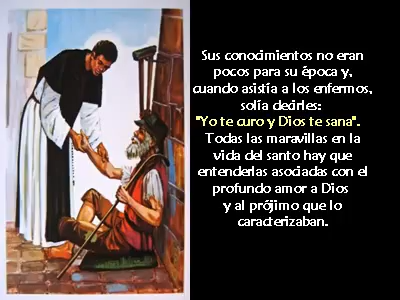 Sus conocimientos no eran
pocos para su época y,
cuando asistía a los enfermos,
solía decirles:
"Yo te curo y Dios te sana".
Todas las maravillas en la
vida del santo hay que
entenderlas asociadas con el
profundo amor a Dios
y al prójimo que lo
caracterizaban.